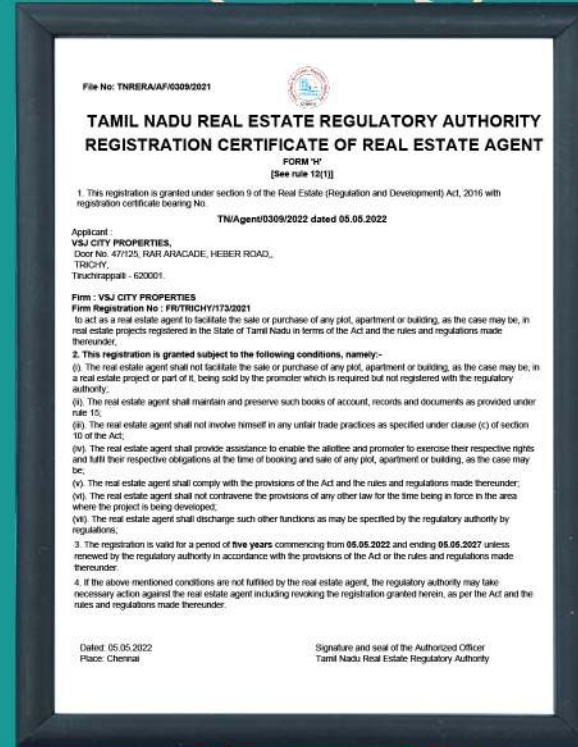 File No: TNRERA/AF/0309/2021
TAMIL NADU REAL ESTATE REGULATORY AUTHORITY
REGISTRATION CERTIFICATE OF REAL ESTATE AGENT
FORM 'H'
[See rule 12(1)]
1. This registration is granted under section 9 of the Real Estate (Regulation and Development) Act, 2016 with
registration certificate bearing No.
TN/Agent/0309/2022 dated 05.05.2022
Applicant :
VSJ CITY PROPERTIES,
Door No. 47/125, RAR ARACADE, HEBER ROAD,,
TRICHY,
Tiruchirappalli - 620001.
Firm : VSJ CITY PROPERTIES
Firm Registration No : FR/TRICHY/173/2021
to act as a real estate agent to facilitate the sale or purchase of any plot, apartment or building, as the case may be, in
real estate projects registered in the State of Tamil Nadu in terms of the Act and the rules and regulations made
thereunder,
2. This registration is granted subject to the following conditions, namely:-
(i). The real estate agent shall not facilitate the sale or purchase of any plot, apartment or building, as the case may be, in
a real estate project or part of it, being sold by the promoter which is required but not registered with the regulatory
authority;
(ii). The real estate agent shall maintain and preserve such books of account, records and documents as provided under
rule 15;
(iii). The real estate agent shall not involve himself in any unfair trade practices as specified under clause (c) of section
10 of the Act;
(iv). The real estate agent shall provide assistance to enable the allottee and promoter to exercise their respective rights
and fulfil their respective obligations at the time of booking and sale of any plot, apartment or building, as the case may
be;
(v). The real estate agent shall comply with the provisions of the Act and the rules and regulations made thereunder;
(vi). The real estate agent shall not contravene the provisions of any other law for the time being in force in the area
where the project is being developed;
(vii). The real estate agent shall discharge such other functions as may be specified by the regulatory authority by
regulations;
3. The registration is valid for a period of five years commencing from 05.05.2022 and ending 05.05.2027 unless
renewed by the regulatory authority in accordance with the provisions of the Act or the rules and regulations made
thereunder.
4. If the above mentioned conditions are not fulfilled by the real estate agent, the regulatory authority may take
necessary action against the real estate agent including revoking the registration granted herein, as per the Act and the
rules and regulations made thereunder.
Dated: 05.05.2022
Place: Chennai
Signature and seal of the Authorized Officer
Tamil Nadu Real Estate Regulatory Authority